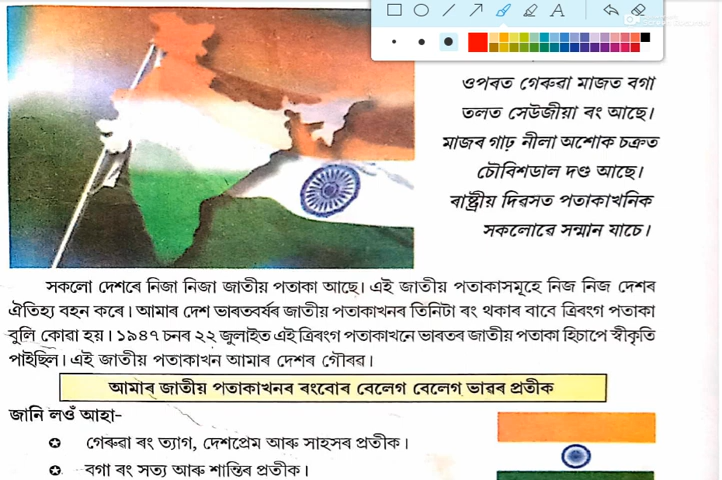 ওপৰত গেৰুৱা মাজত বগা
তলত সেউজীয়া ৰং আছে।
মাজৰ গাঢ় নীলা অশোক চক্ৰত
চৌবিশডাল দণ্ড আছে।
ৰাষ্ট্ৰীয় দিৱসত পতাকাখনিক
সকলোৱে সন্মান যাচে।
সকলো দেশৰে নিজা নিজা জাতীয় পতাকা আছে। এই জাতীয় পতাকাসমূহে নিজ নিজ দেশৰ
ঐতিহ্য বহন কৰে। আমাৰ দেশ ভাৰতবৰ্ষৰ জাতীয় পতাকাখনৰ তিনিটা ৰং থকাৰ বাবে ত্ৰিৰংগ পতাকা
বুলি কোৱা হয়। ১৯৪৭ চনৰ ২২ জুলাইত এই ত্ৰিৰংগ পতাকাখনে ভাৰতৰ জাতীয় পতাকা হিচাপে স্বীকৃতি
পাইছিল। এই জাতীয় পতাকাখন আমাৰ দেশৰ গৌৰৱ।
আমাৰ জাতীয় পতাকাখনৰ ৰংবোৰ বেলেগ বেলেগ ভাৱৰ প্ৰতীক
জানি লওঁ আহা-
গেৰুৱা ৰং ত্যাগ, দেশপ্ৰেম আৰু সাহসৰ প্ৰতীক।
বগা ৰং সত্য আৰু শান্তিৰ প্ৰতীক।